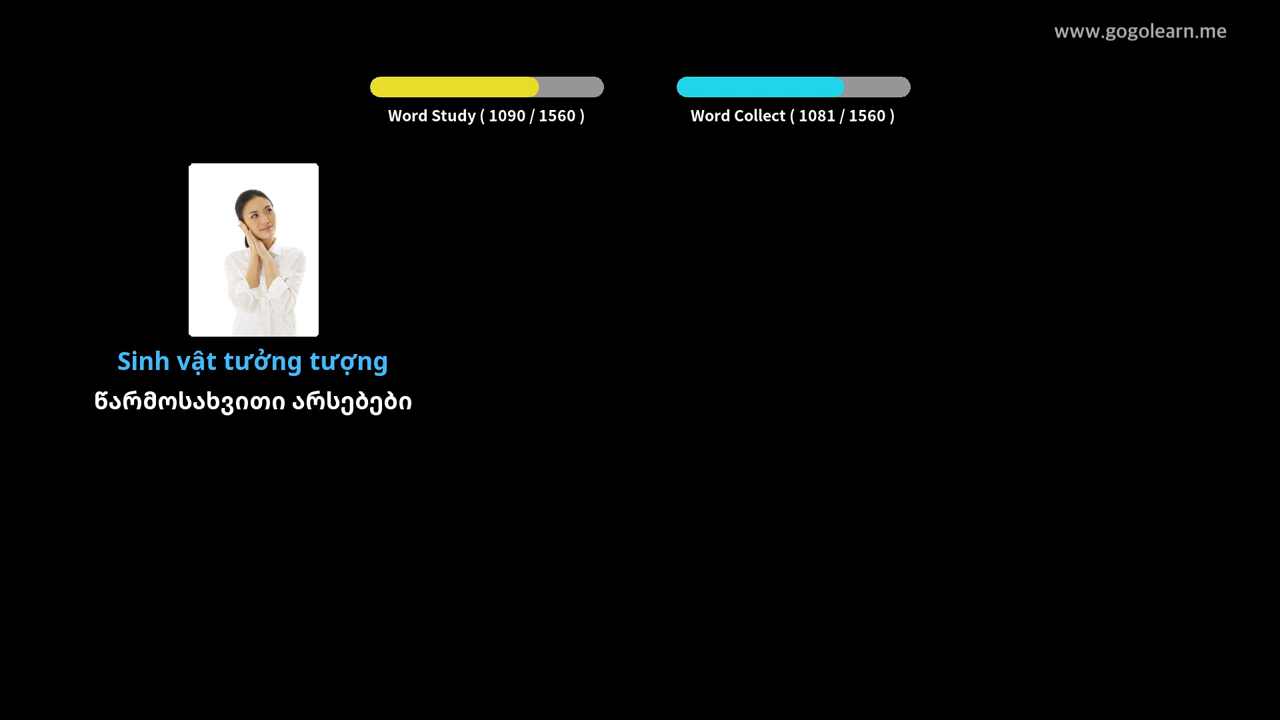 www.gogolearn.me
Word Study ( 1090 / 1560 )
Word Collect ( 1081 / 1560 )
Sinh vật tưởng tượng
წარმოსახვითი არსებები